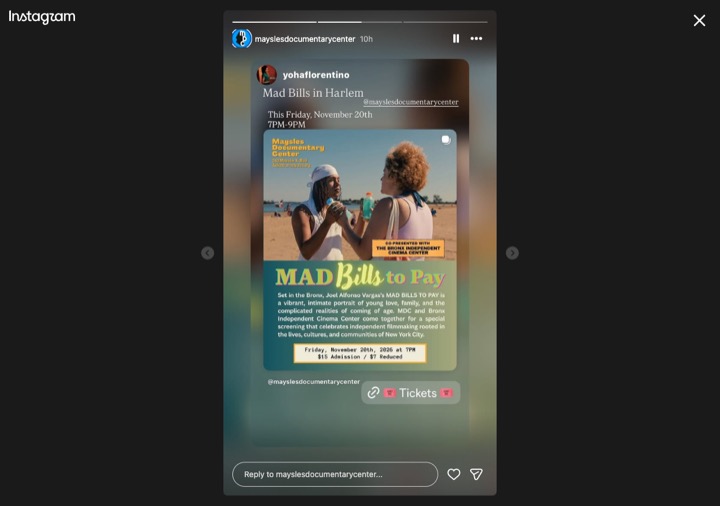 Instagram
mayslesdocumentarycenter 10h
yohaflorentino
Mad Bills in Harlem
@mayslesdocumentarycenter
This Friday, November 20th
7PM-9PM
Maysles
Documentary
Center
CO-PRESENTED WITH
THE BRONX INDEPENDENT
CINEMA CENTER
MAD Bills to Pay
Set in the Bronx, Joel Alfonso Vargas's MAD BILLS TO PAY is
a vibrant, intimate portrait of young love, family, and the
complicated realities of coming of age. MDC and Bronx
Independent Cinema Center come together for a special
screening that celebrates independent filmmaking rooted in
the lives, cultures, and communities of New York City.
Friday, November 20th, 2026 at 7PM
$15 Admission / $7 Reduced
@mayslesdocumentarycenter
Tickets
Reply to mayslesdocumentarycenter...